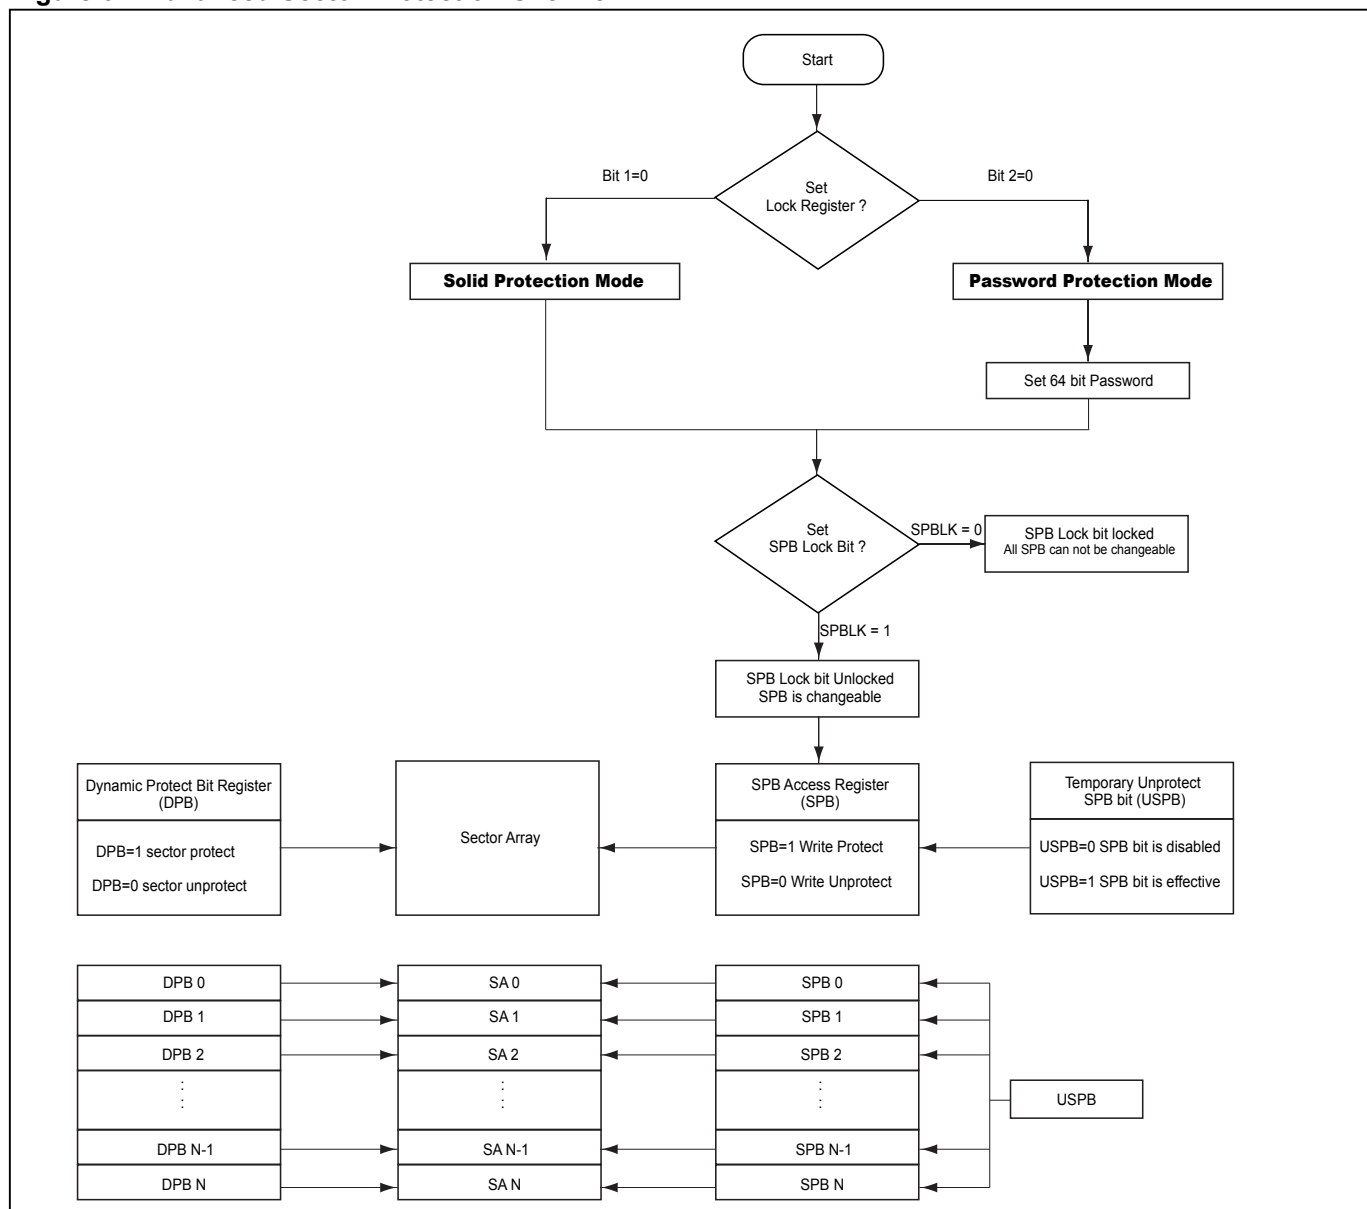 Start
Bit 1=0
Bit 2=0
Set
Lock Register ?
Solid Protection Mode
Password Protection Mode
Set 64 bit Password
Set
SPB Lock Bit ?
SPBLK = 0
SPB Lock bit locked
All SPB can not be changeable
SPBLK = 1
SPB Lock bit Unlocked
SPB is changeable
Dynamic Protect Bit Register
(DPB)
DPB=1 sector protect
DPB=0 sector unprotect
Sector Array
SPB Access Register
(SPB)
SPB=1 Write Protect
SPB=0 Write Unprotect
Temporary Unprotect
SPB bit (USPB)
USPB=0 SPB bit is disabled
USPB=1 SPB bit is effective
DPB 0
SA 0
SPB 0
DPB 1
SA 1
SPB 1
DPB 2
SA 2
SPB 2
USPB
DPB N-1
SA N-1
SPB N-1
DPB N
SA N
SPB N